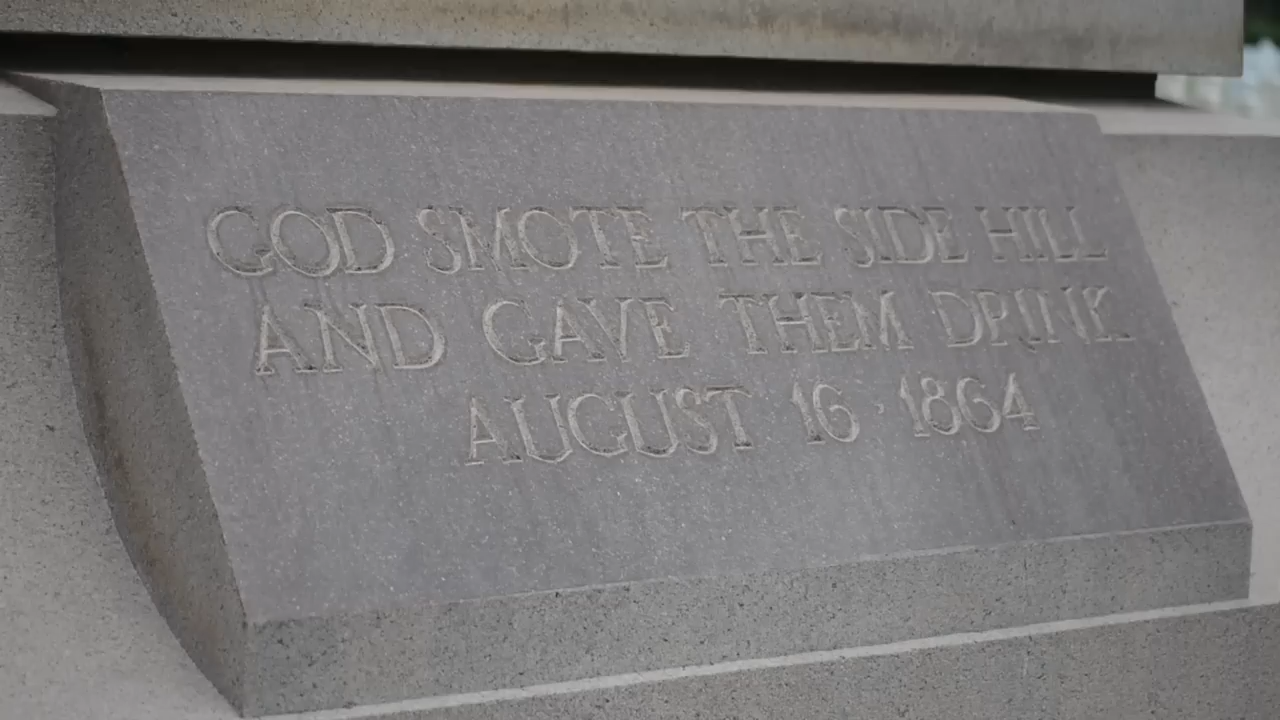 GOD SMOTE THE SIDE HILL
AND GAVE THEM DRINK
AUGUST 16 · 1864